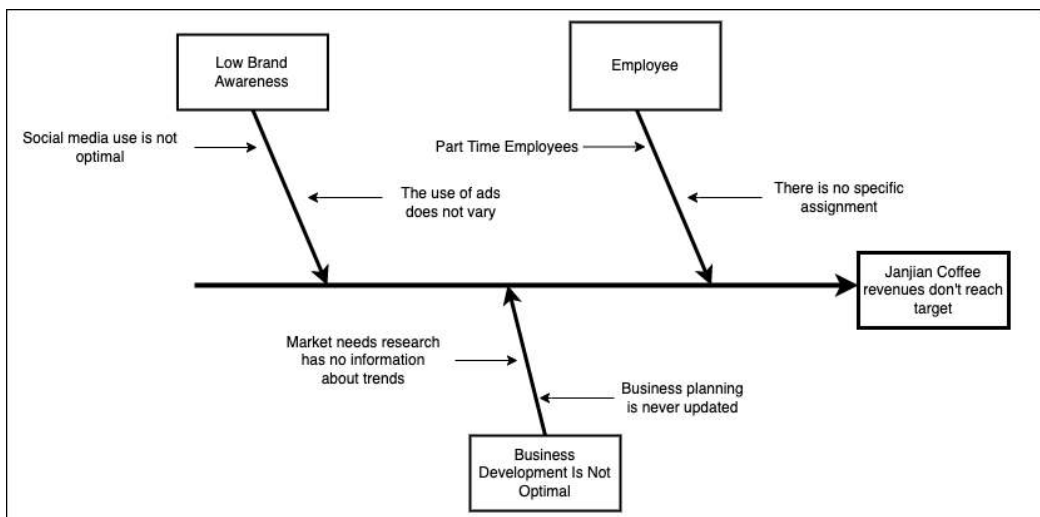 Low Brand
Awareness
Employee
Social media use is not
optimal
Part Time Employees
The use of ads
does not vary
There is no specific
assignment
Janjian Coffee
revenues don't reach
target
Market needs research
has no information
about trends
Business planning
is never updated
Business
Development Is Not
Optimal